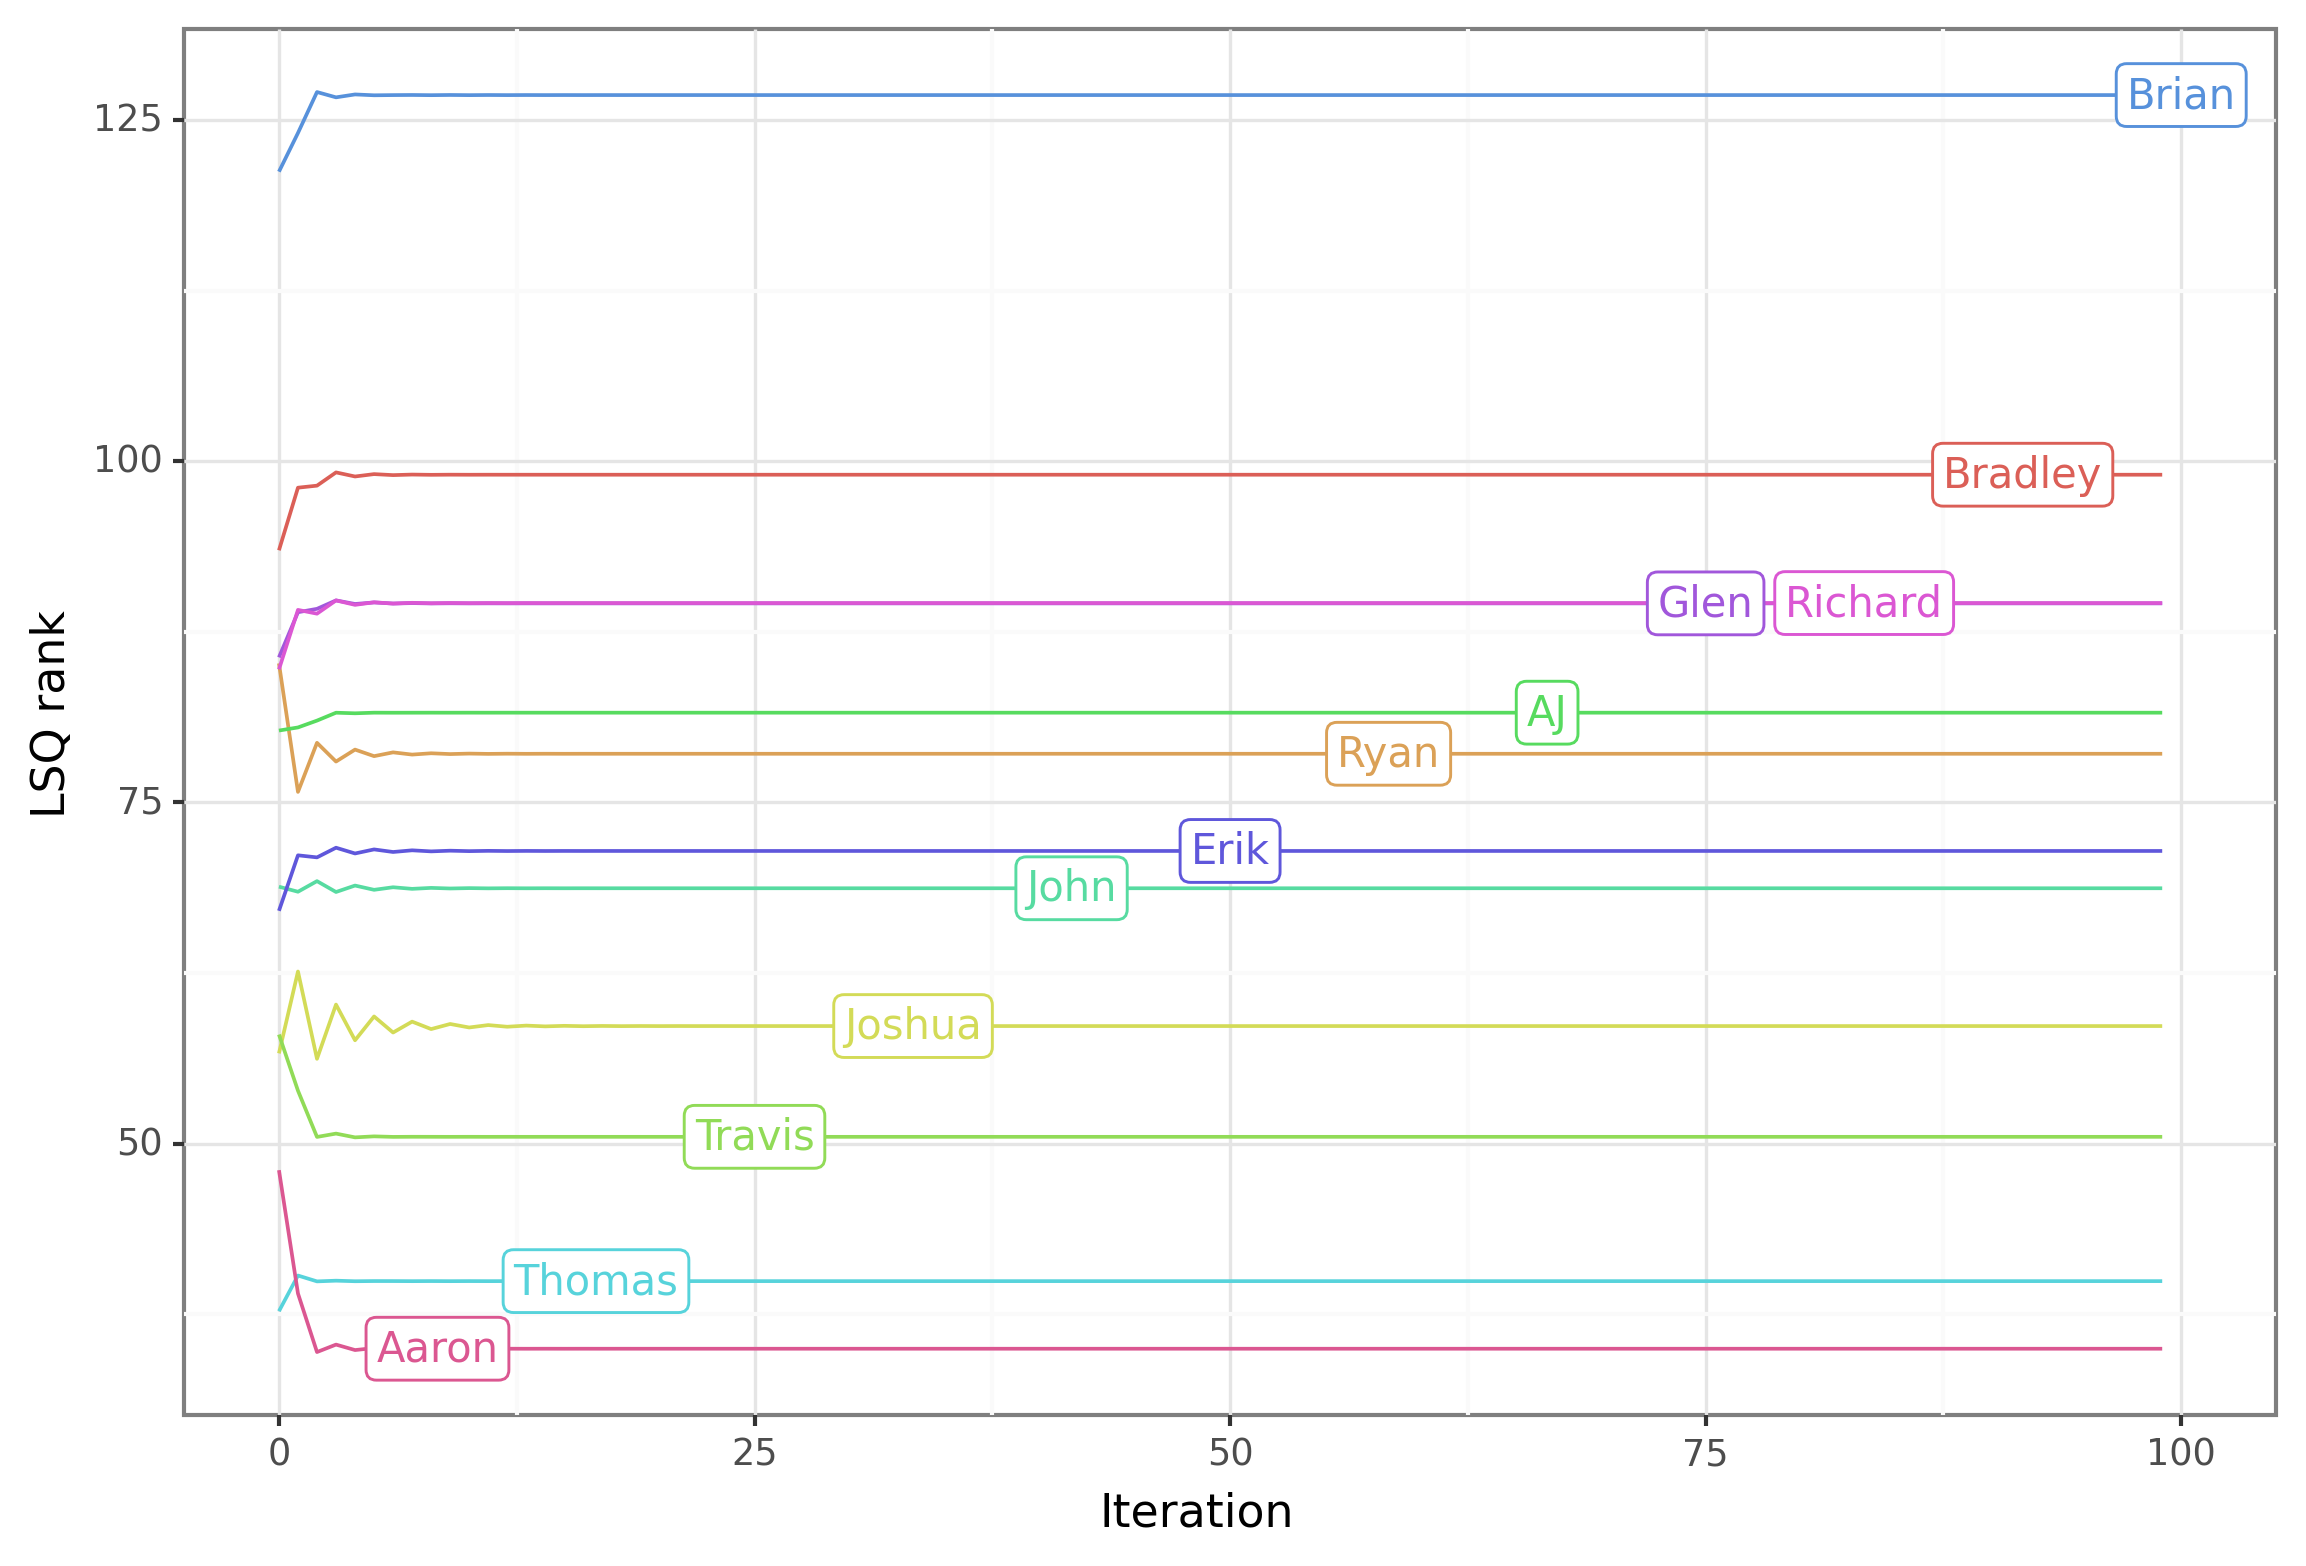 125
Brian
100
Bradley
Glen
Richard
AJ
Ryan
75
Erik
John
Joshua
Travis
50
Thomas
Aaron
LSQ rank
0
25
50
75
100
Iteration